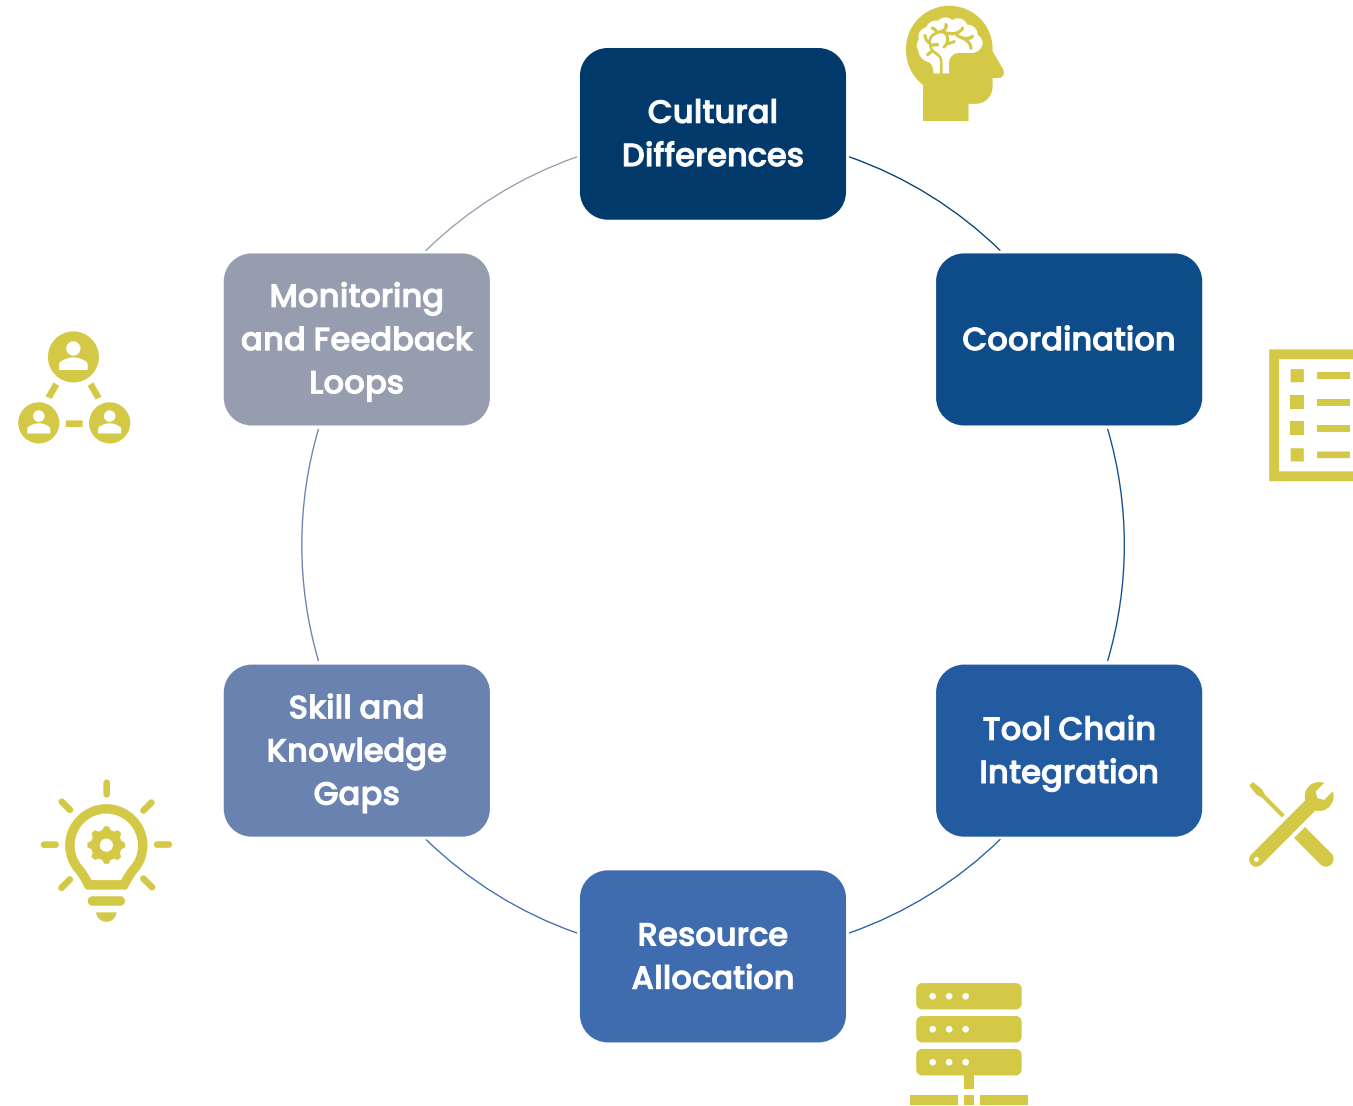 Cultural
Differences
Coordination
Tool Chain
Integration
Resource
Allocation
Skill and
Knowledge
Gaps
Monitoring
and Feedback
Loops